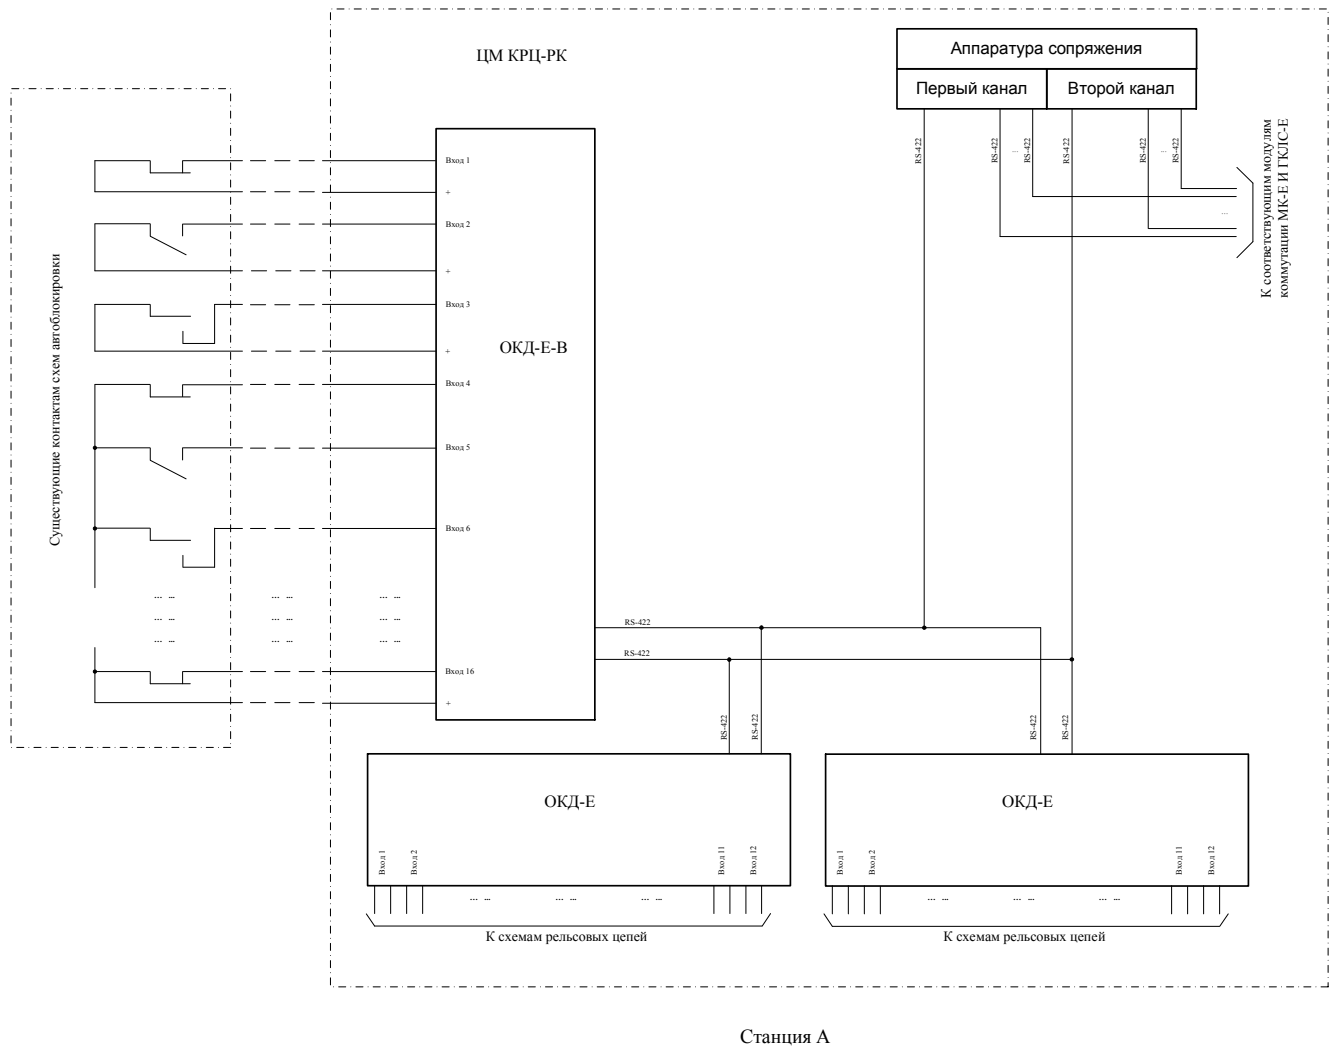 ЦМ КРЦ-РК
Аппаратура сопряжения
Первый канал
Второй канал
RS-422
RS-422
...
RS-422
RS-422
...
RS-422
К соответствующим модулям
коммутации МК-Е И ГКЛС-Е
...
Существующие контактам схем автоблокировки
Вход 1
+
Вход 2
+
Вход 3
+
ОКД-Е-В
Вход 4
Вход 5
Вход 6
... ...
... ...
... ...
... ...
... ...
... ...
... ...
... ...
... ...
Вход 16
+
RS-422
RS-422
RS-422
RS-422
RS-422
RS-422
ОКД-Е
Вход 1
Вход 2
Вход 11
Вход 12
... ...
... ...
... ...
К схемам рельсовых цепей
ОКД-Е
Вход 1
Вход 2
Вход 11
Вход 12
... ...
... ...
... ...
К схемам рельсовых цепей
Станция А